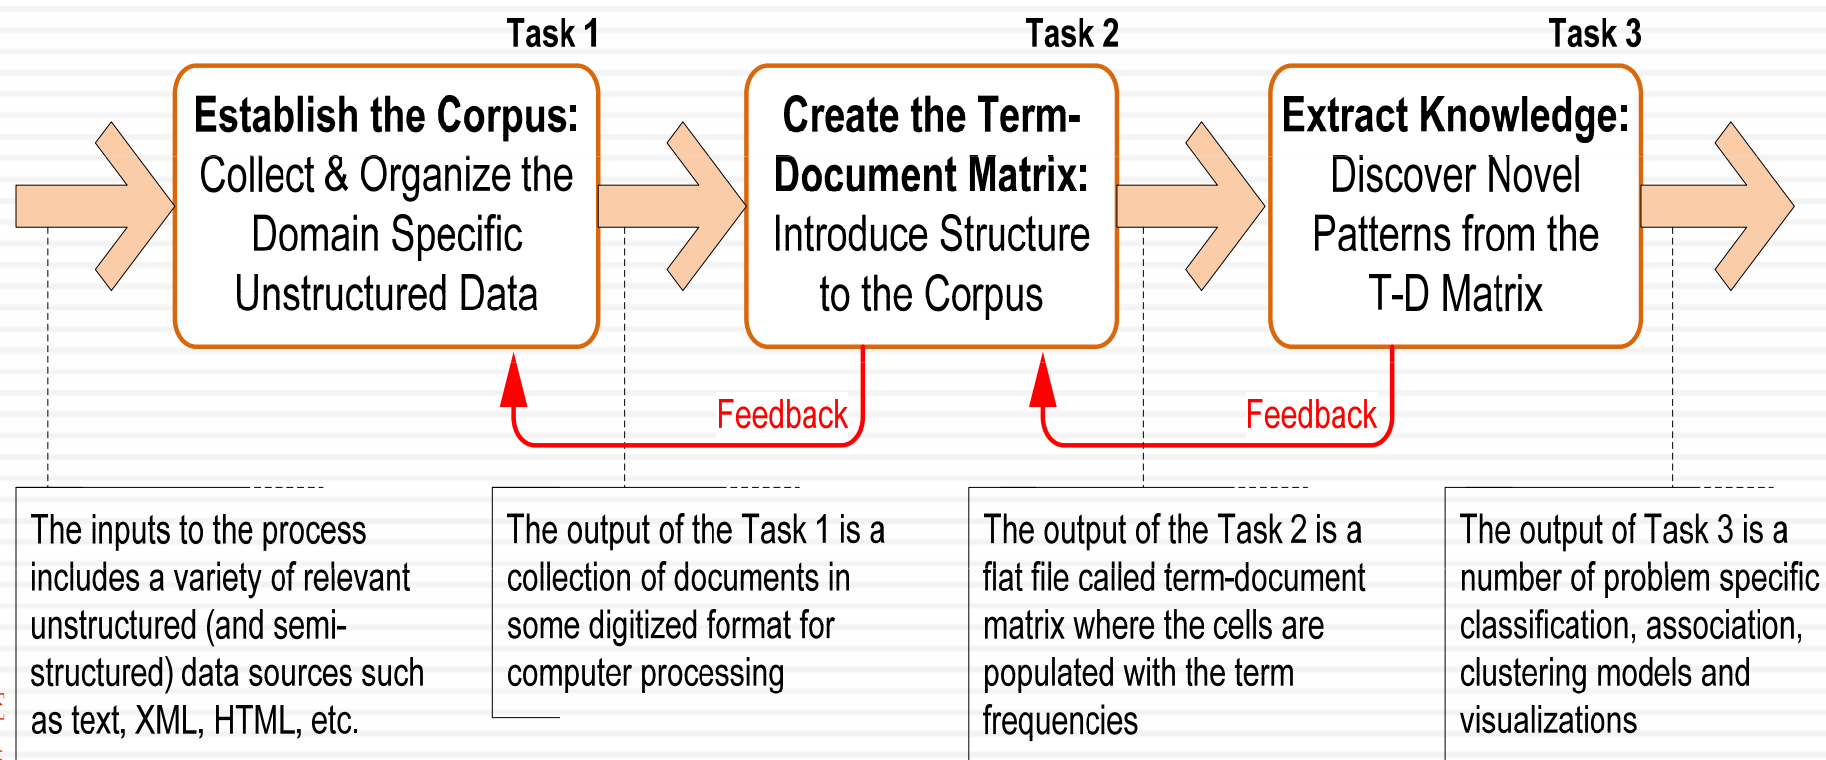 Task 1
Establish the Corpus:
Collect & Organize the
Domain Specific
Unstructured Data
Task 2
Create the Term-
Document Matrix:
Introduce Structure
to the Corpus
Task 3
Extract Knowledge:
Discover Novel
Patterns from the
T-D Matrix
Feedback
Feedback
The inputs to the process
includes a variety of relevant
unstructured (and semi-
structured) data sources such
as text, XML, HTML, etc.
The output of the Task 1 is a
collection of documents in
some digitized format for
computer processing
The output of the Task 2 is a
flat file called term-document
matrix where the cells are
populated with the term
frequencies
The output of Task 3 is a
number of problem specific
classification, association,
clustering models and
visualizations